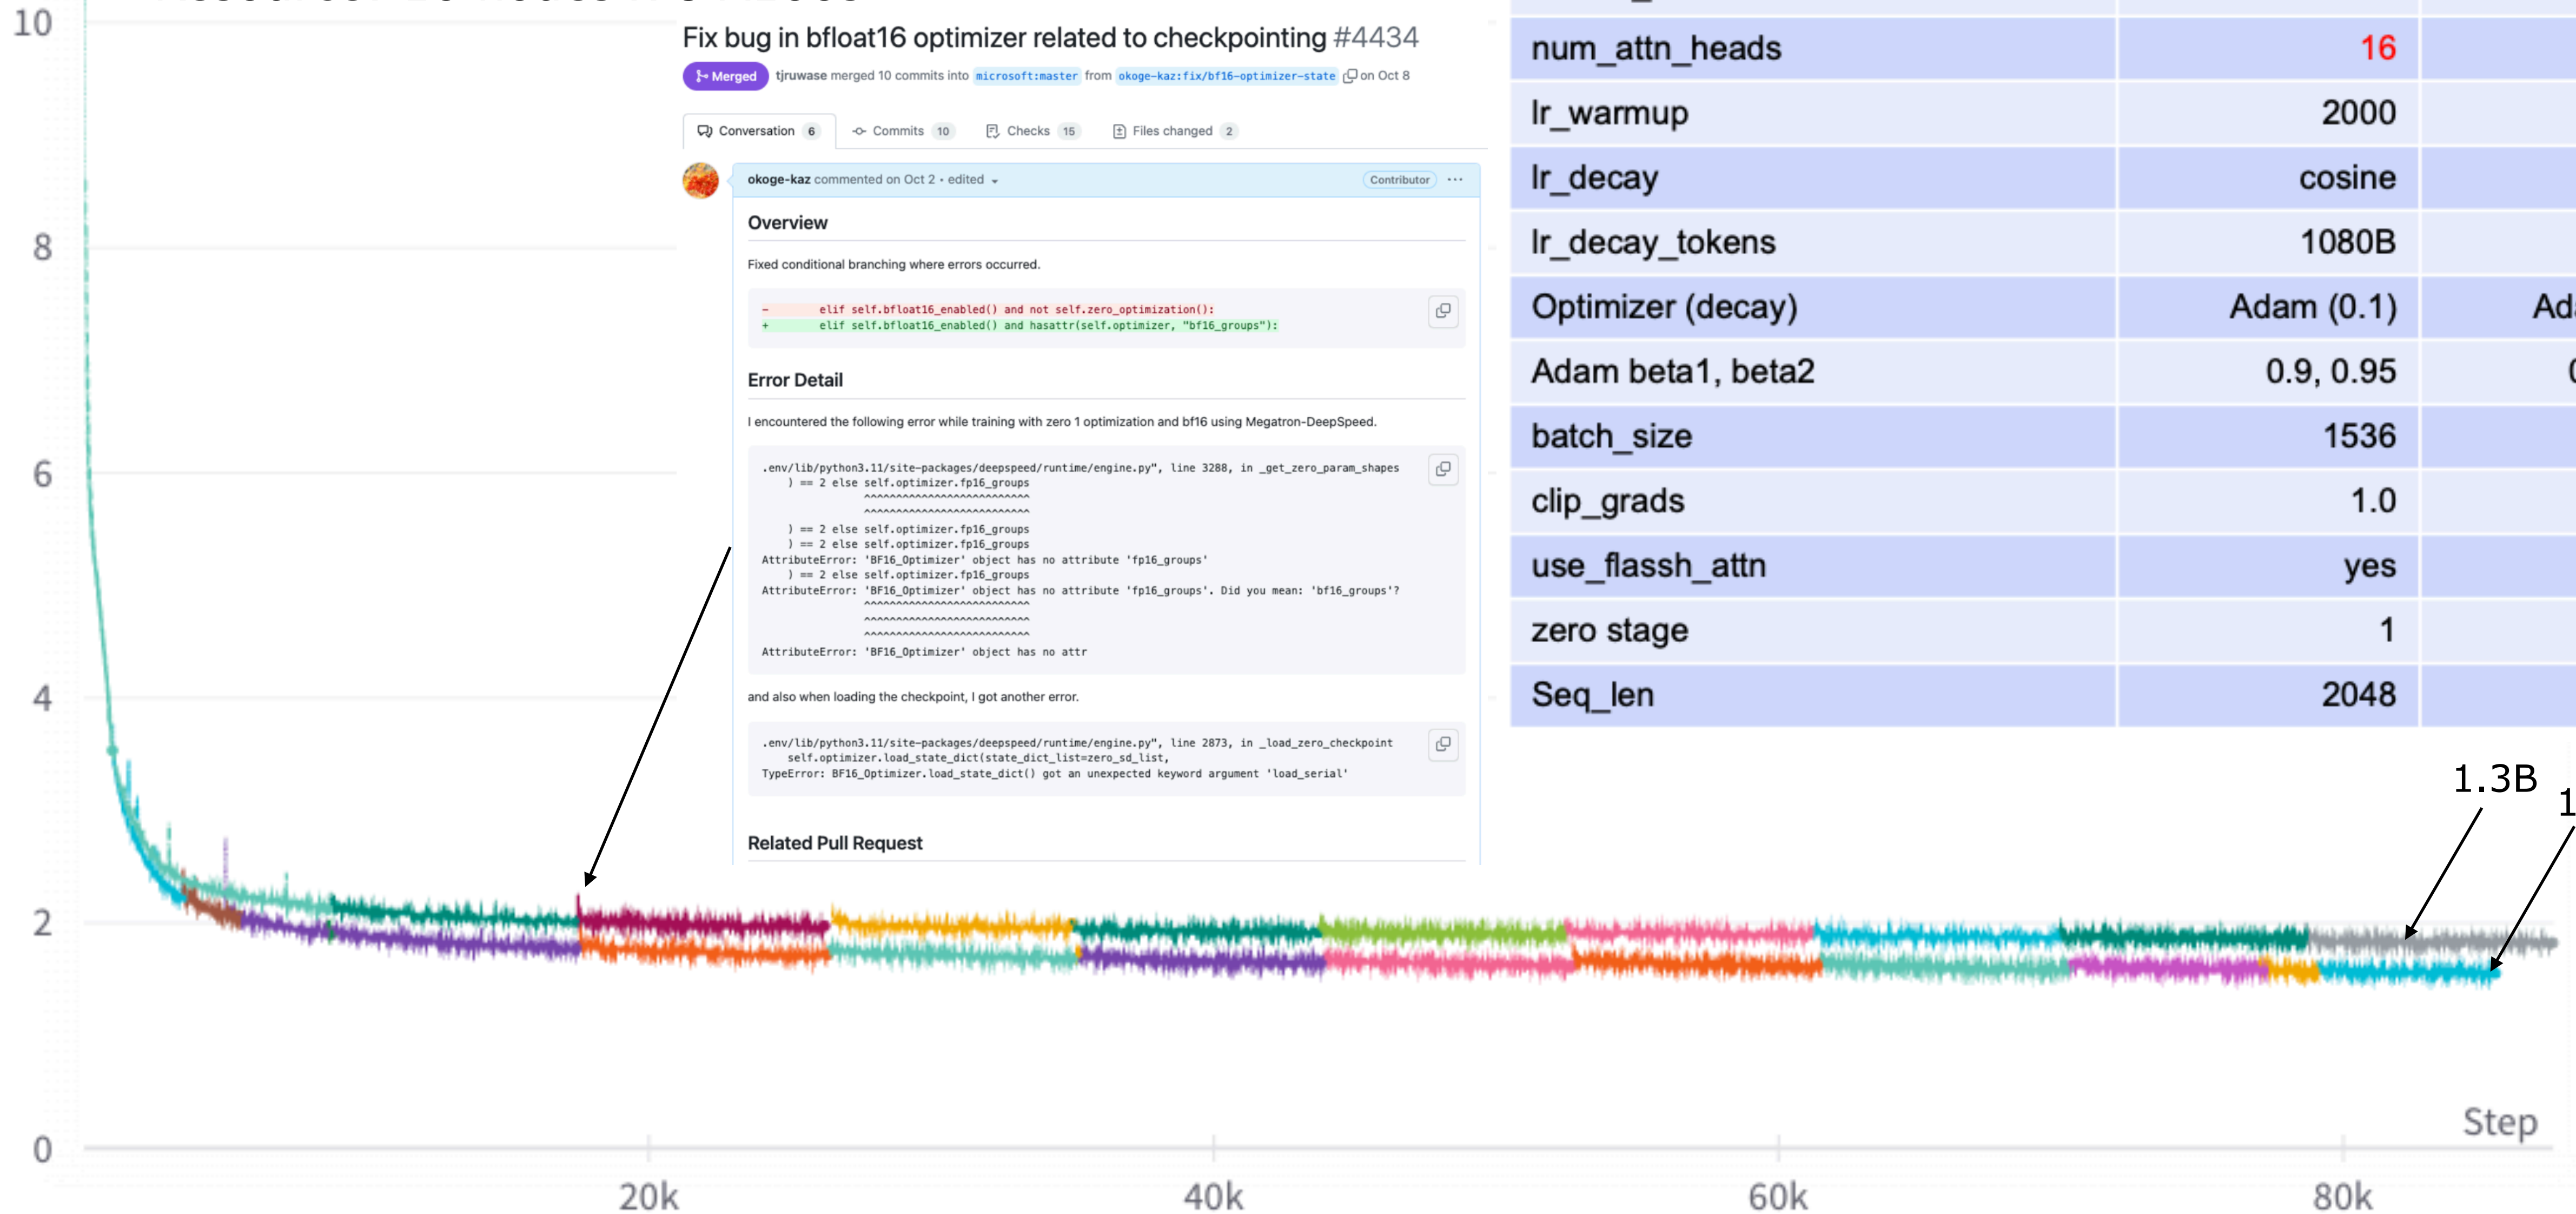 10
8
6
4
2
0
20k
40k
60k
80k
Step
Fix bug in bfloat16 optimizer related to checkpointing #4434
Merged tjruwase merged 10 commits into microsoft:master from okoge-kaz:fix/bf16-optimizer-state on Oct 8
Conversation 6 Commits 10 Checks 15 Files changed 2
okoge-kaz commented on Oct 2 • edited Contributor ...
Overview
Fixed conditional branching where errors occurred.
- elif self.bfloat16_enabled() and not self.zero_optimization():
+ elif self.bfloat16_enabled() and hasattr(self.optimizer, "bf16_groups"):
Error Detail
I encountered the following error while training with zero 1 optimization and bf16 using Megatron-DeepSpeed.
.env/lib/python3.11/site-packages/deepspeed/runtime/engine.py", line 3288, in _get_zero_param_shapes
) == 2 else self.optimizer.fp16_groups
^^^^^^^^^^^^^^^^^^^^^^^^^^
^^^^^^^^^^^^^^^^^^^^^^^^^^
) == 2 else self.optimizer.fp16_groups
) == 2 else self.optimizer.fp16_groups
AttributeError: 'BF16_Optimizer' object has no attribute 'fp16_groups'
) == 2 else self.optimizer.fp16_groups
AttributeError: 'BF16_Optimizer' object has no attribute 'fp16_groups'. Did you mean: 'bf16_groups'?
^^^^^^^^^^^^^^^^^^^^^^^^^^
^^^^^^^^^^^^^^^^^^^^^^^^^^
^^^^^^^^^^^^^^^^^^^^^^^^^^
AttributeError: 'BF16_Optimizer' object has no attr
and also when loading the checkpoint, I got another error.
.env/lib/python3.11/site-packages/deepspeed/runtime/engine.py", line 2873, in _load_zero_checkpoint
self.optimizer.load_state_dict(state_dict_list=zero_sd_list,
TypeError: BF16_Optimizer.load_state_dict() got an unexpected keyword argument 'load_serial'
Related Pull Request
num_attn_heads 16
lr_warmup 2000
lr_decay cosine
lr_decay_tokens 1080B
Optimizer (decay) Adam (0.1)
Adam beta1, beta2 0.9, 0.95
batch_size 1536
clip_grads 1.0
use_flassh_attn yes
zero stage 1
Seq_len 2048
1.3B